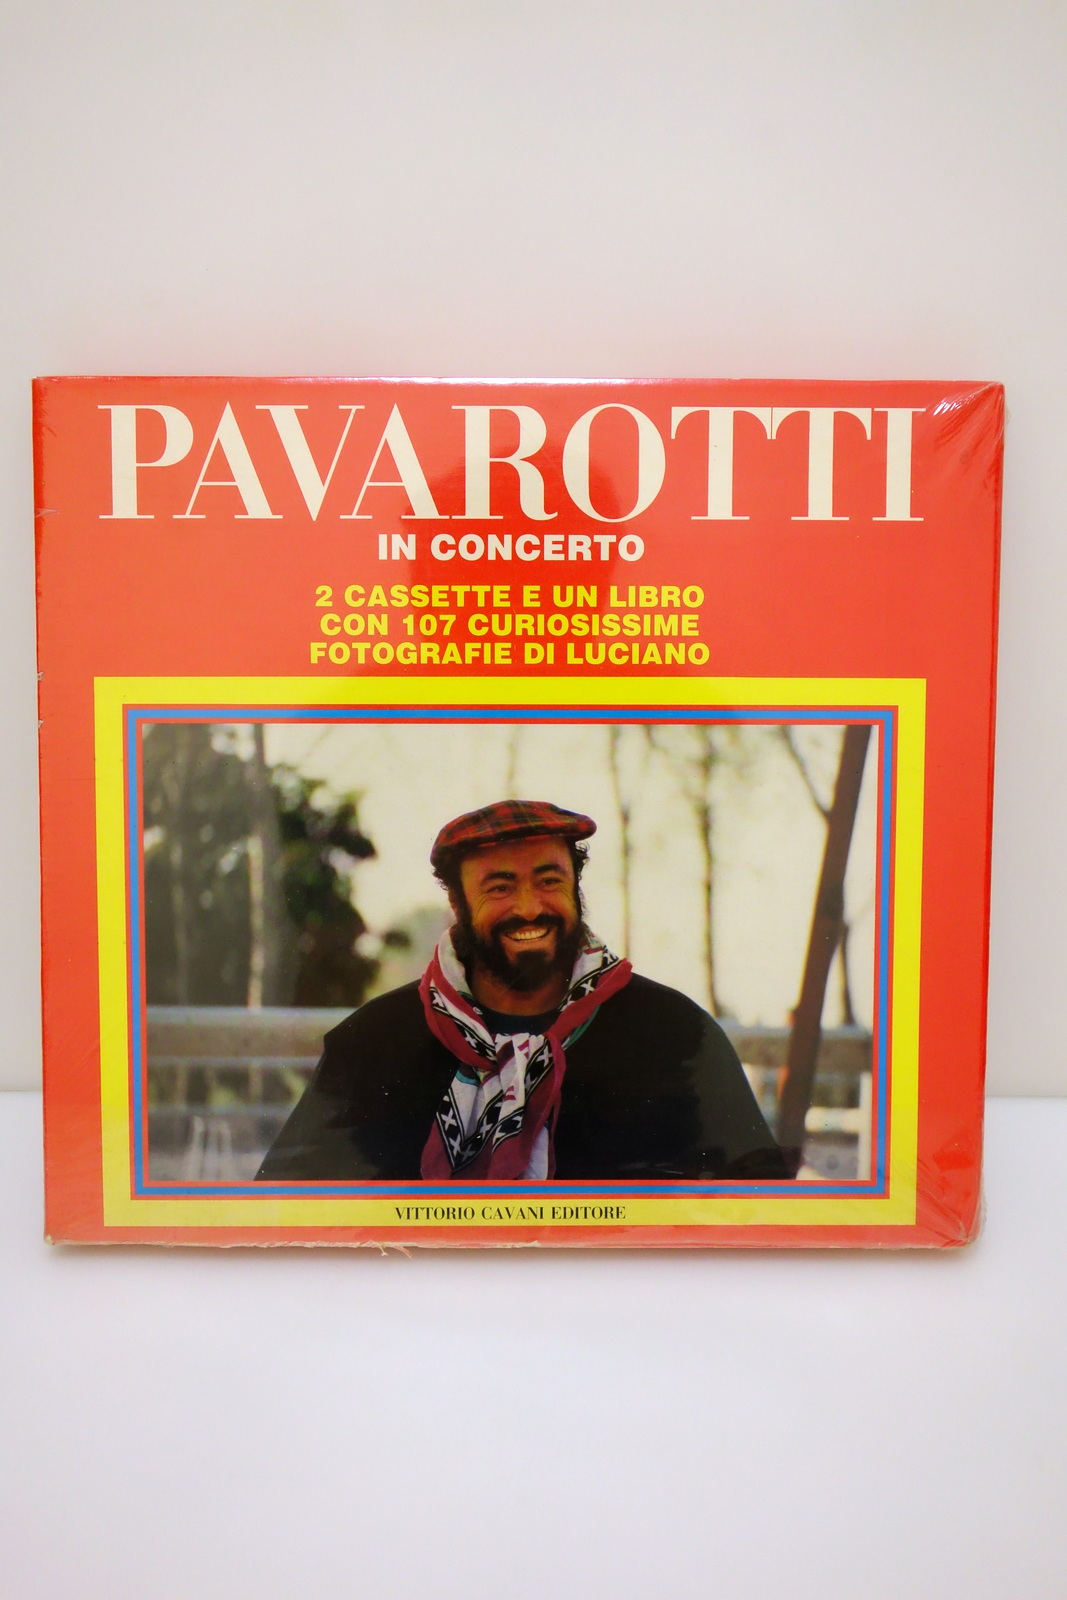 PAVAROTTI
IN CONCERTO
2 CASSETTE E UN LIBRO
CON 107 CURIOSISSIME
FOTOGRAFIE DI LUCIANO
VITTORIO CAVANI EDITORE